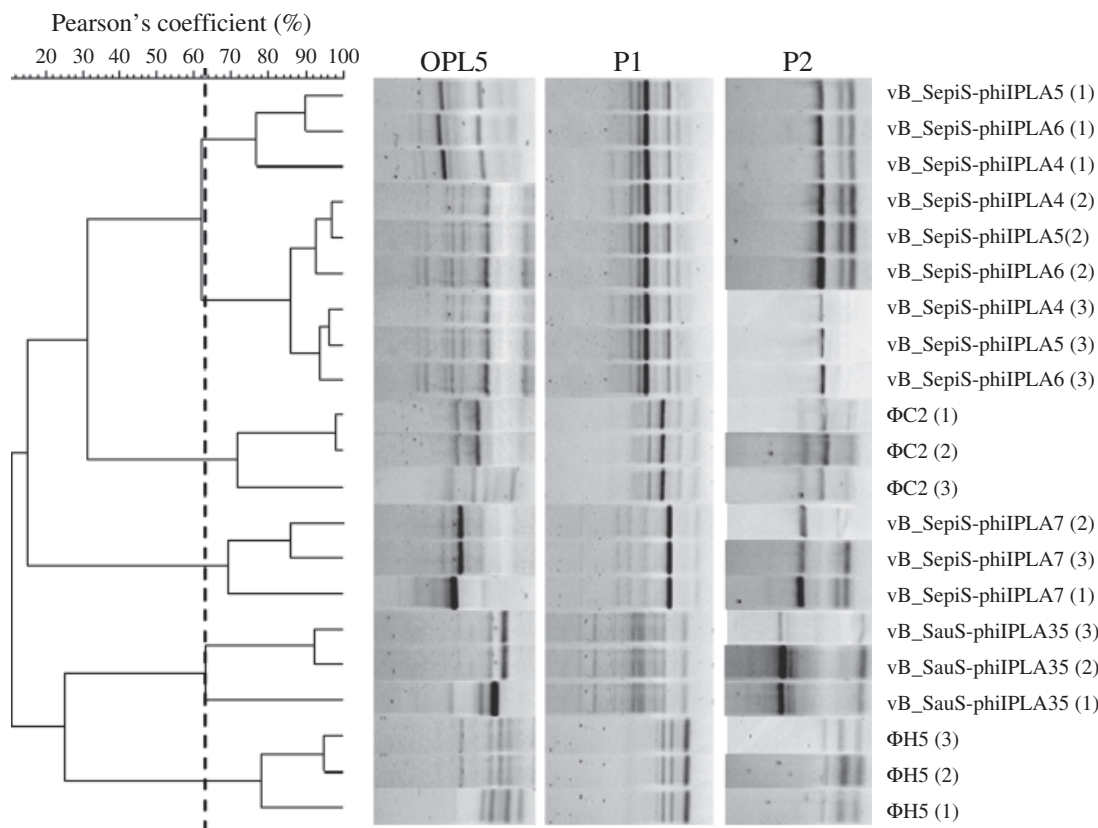 Pearson's coefficient (%)
20 30 40 50 60 70 80 90 100
OPL5 P1 P2
vB_SepiS-phiIPLA5 (1)
vB_SepiS-phiIPLA6 (1)
vB_SepiS-phiIPLA4 (1)
vB_SepiS-phiIPLA4 (2)
vB_SepiS-phiIPLA5(2)
vB_SepiS-phiIPLA6 (2)
vB_SepiS-phiIPLA4 (3)
vB_SepiS-phiIPLA5 (3)
vB_SepiS-phiIPLA6 (3)
ΦC2 (1)
ΦC2 (2)
ΦC2 (3)
vB_SepiS-phiIPLA7 (2)
vB_SepiS-phiIPLA7 (3)
vB_SepiS-phiIPLA7 (1)
vB_SauS-phiIPLA35 (3)
vB_SauS-phiIPLA35 (2)
vB_SauS-phiIPLA35 (1)
ΦH5 (3)
ΦH5 (2)
ΦH5 (1)